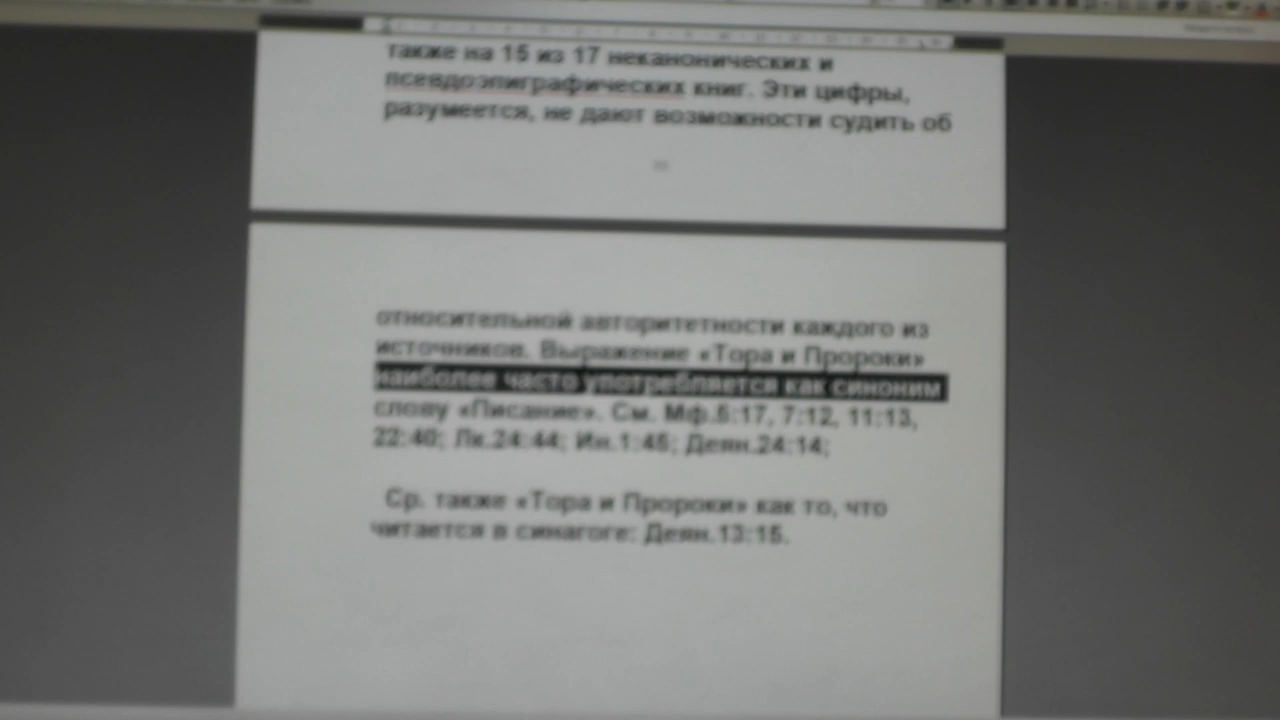 также на 15 из 17 неканонических и
псевдоэпиграфических книг. Эти цифры,
разумеется, не дают возможности судить об
относительной авторитетности каждого из
источников. Выражение «Тора и Пророки»
наиболее часто употребляется как синоним
слову «Писание». См. Мф.5:17, 7:12, 11:13,
22:40; Лк.24:44; Ин.1:45; Деян.24:14;
Ср. также «Тора и Пророки» как то, что
читается в синагоге: Деян.13:15.